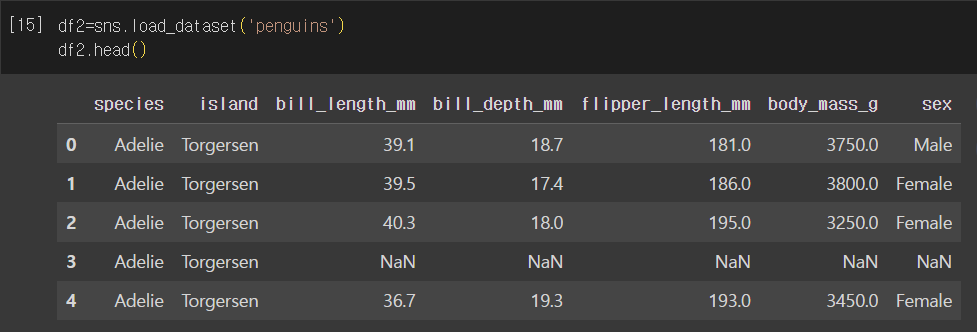 [15] df2=sns.load_dataset('penguins')
df2.head()
species island bill_length_mm bill_depth_mm flipper_length_mm body_mass_g sex
0 Adelie Torgersen 39.1 18.7 181.0 3750.0 Male
1 Adelie Torgersen 39.5 17.4 186.0 3800.0 Female
2 Adelie Torgersen 40.3 18.0 195.0 3250.0 Female
3 Adelie Torgersen NaN NaN NaN NaN NaN
4 Adelie Torgersen 36.7 19.3 193.0 3450.0 Female